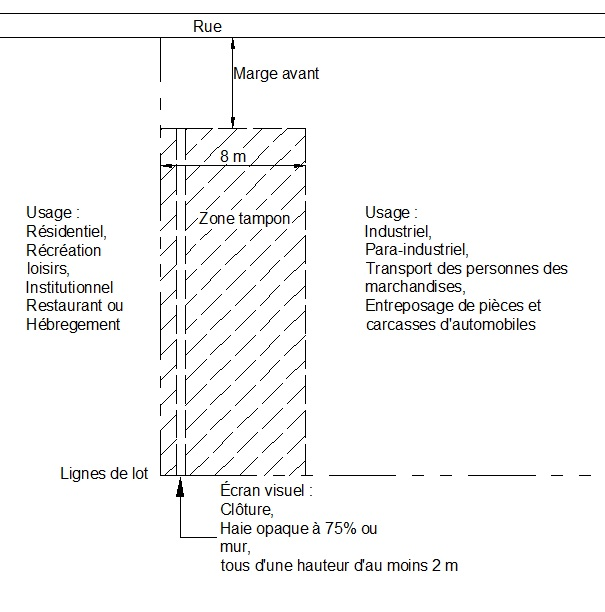 Rue
Marge avant
8 m
Zone tampon
Usage :
Résidentiel,
Récréation
loisirs,
Institutionnel
Restaurant ou
Hébregement
Usage :
Industriel,
Para-industriel,
Transport des personnes des
marchandises,
Entreposage de pièces et
carcasses d'automobiles
Lignes de lot
Écran visuel :
Clôture,
Haie opaque à 75% ou
mur,
tous d'une hauteur d'au moins 2 m